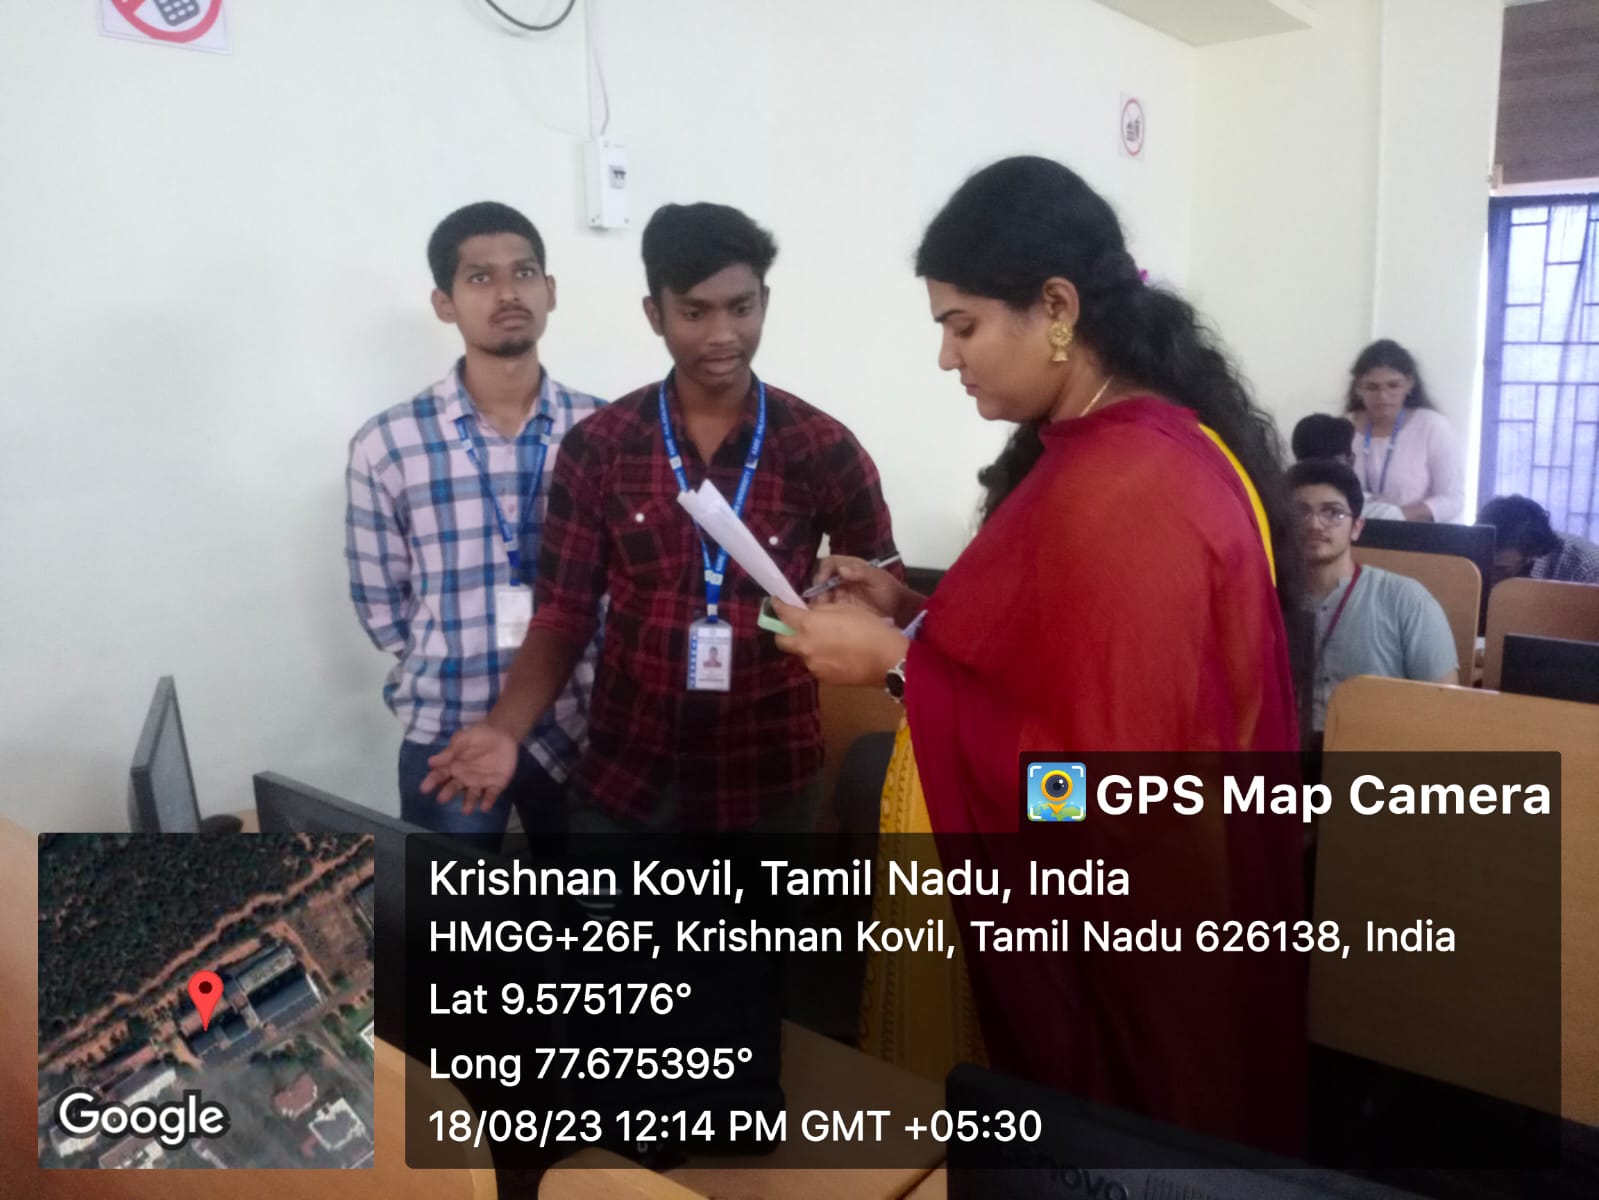 GPS Map Camera
Krishnan Kovil, Tamil Nadu, India
HMGG+26F, Krishnan Kovil, Tamil Nadu 626138, India
Lat 9.575176°
Long 77.675395°
18/08/23 12:14 PM GMT +05:30
Google
Lenovo